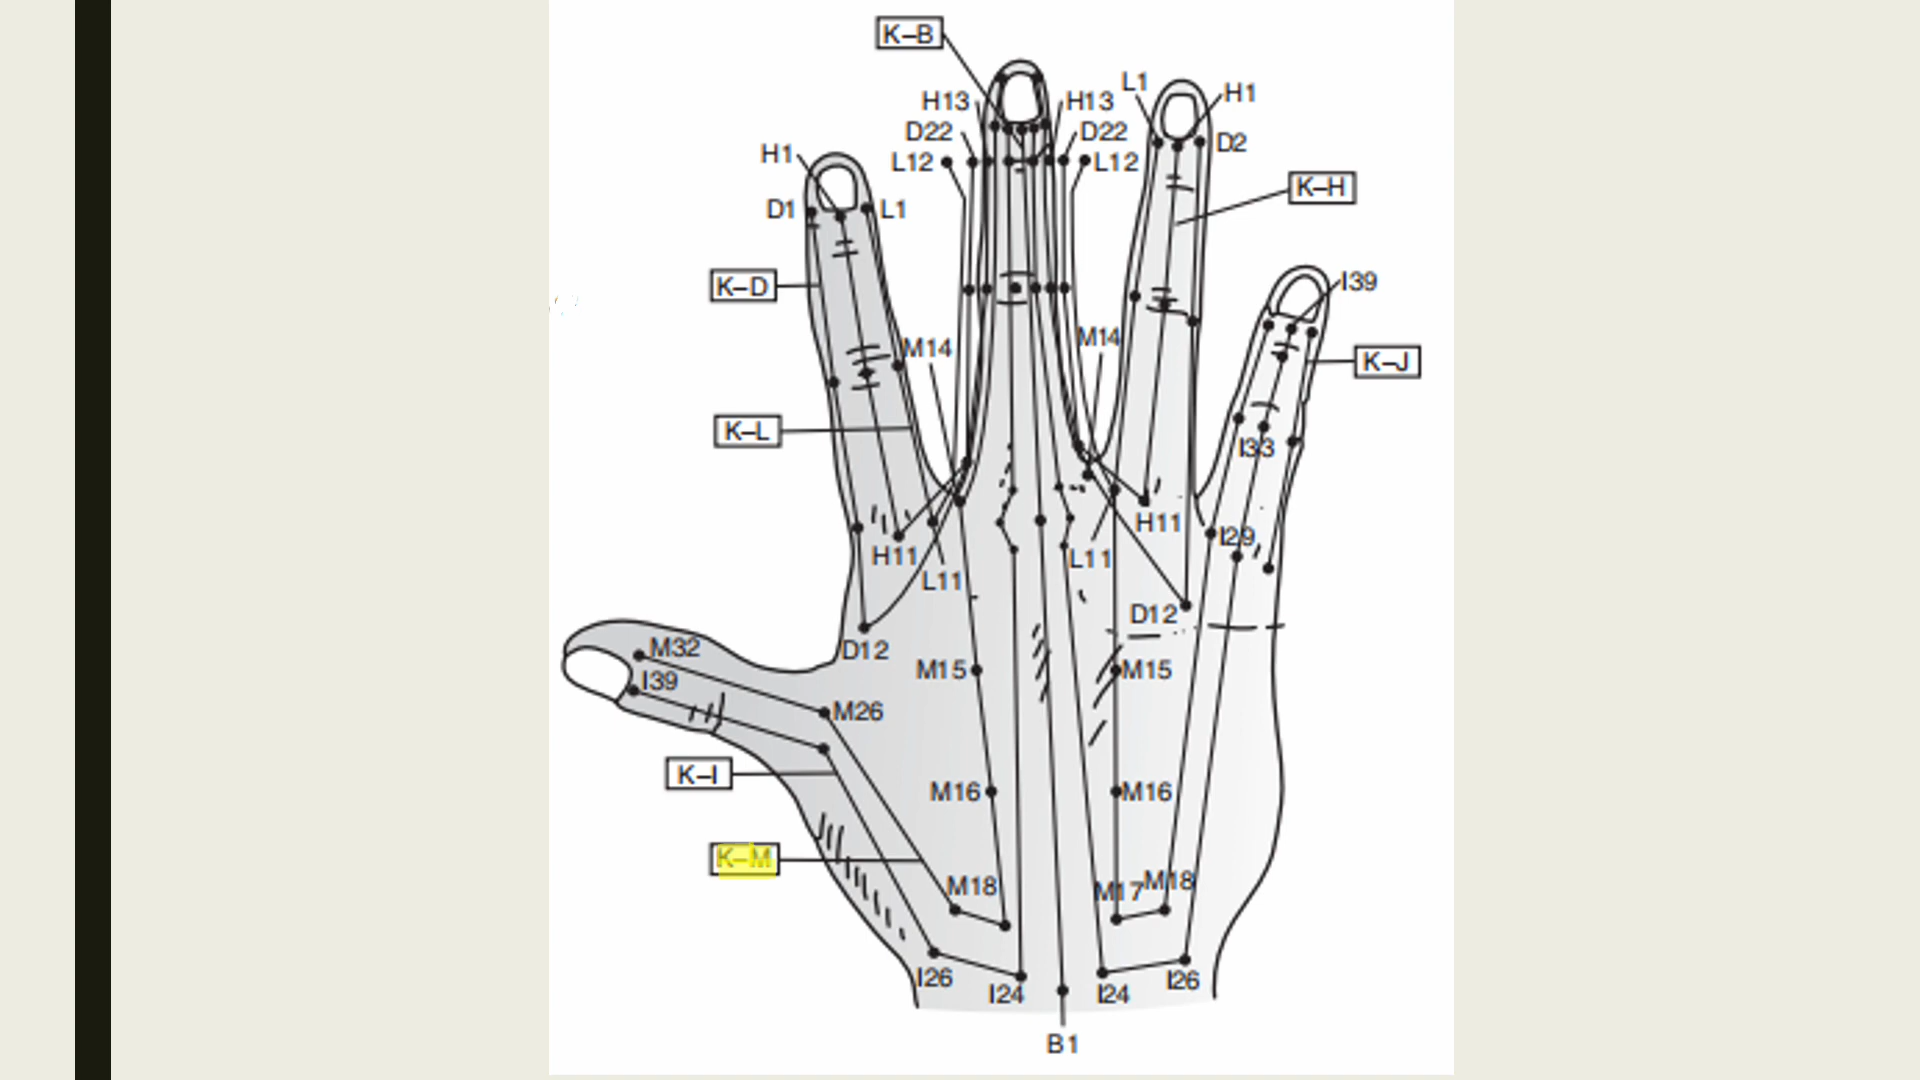 K–B
L1
H1
H13
H13
D22
D22
D2
H1
L12
L12
K–H
D1
L1
I39
K–D
M14
M14
K–J
K–L
I33
H11
I29
H11
L11
L11
D12
D12
M32
M15
M15
I39
M26
K–I
M16
M16
K–M
M18
M17
M18
I26
I26
I24
I24
B1